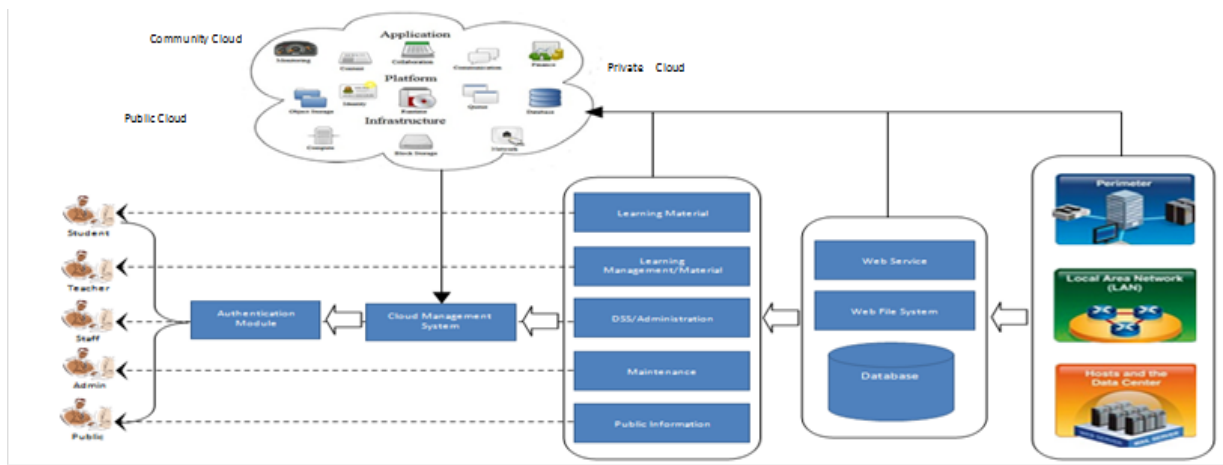 Community Cloud
Application
Monitoring
Content
Collaboration
Communication
Finance
Private Cloud
Platform
Object Storage
Identity
Runtime
Queue
Database
Public Cloud
Infrastructure
Compute
Block Storage
Network
Student
Teacher
Staff
Admin
Public
Authentication
Module
Cloud Management
System
Learning Material
Learning
Management/Material
DSS/Administration
Maintenance
Public Information
Web Service
Web File System
Database
Perimeter
Local Area Network
(LAN)
Hosts and the
Data Center